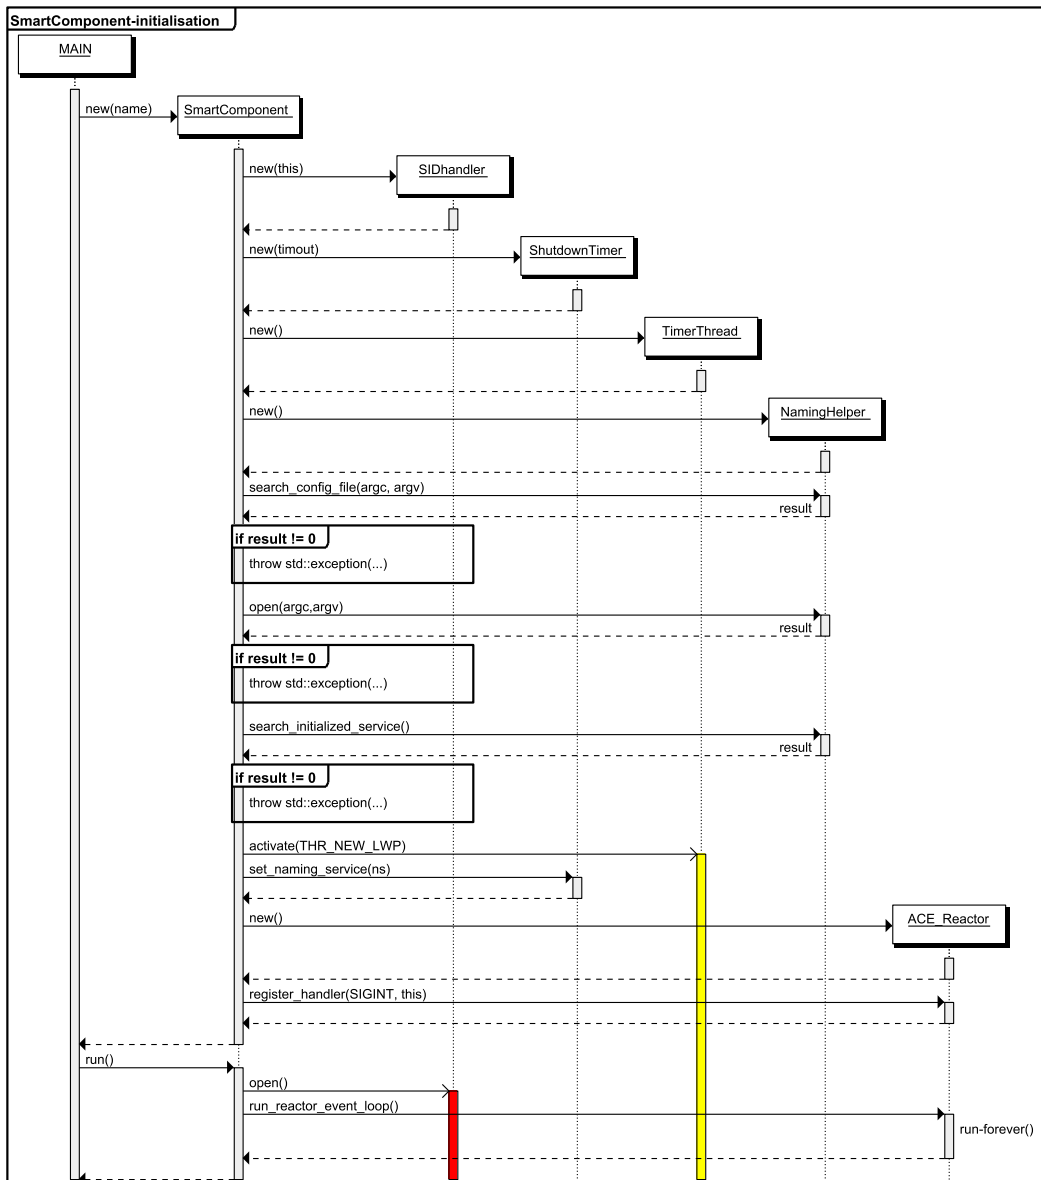 SmartComponent-initialisation
MAIN
new(name)
SmartComponent
new(this)
SIDhandler
new(timout)
ShutdownTimer
new()
TimerThread
new()
NamingHelper
search_config_file(argc, argv)
result
if result != 0
throw std::exception(...)
open(argc,argv)
result
if result != 0
throw std::exception(...)
search_initialized_service()
result
if result != 0
throw std::exception(...)
activate(THR_NEW_LWP)
set_naming_service(ns)
new()
ACE_Reactor
register_handler(SIGINT, this)
run()
open()
run_reactor_event_loop()
run-forever()